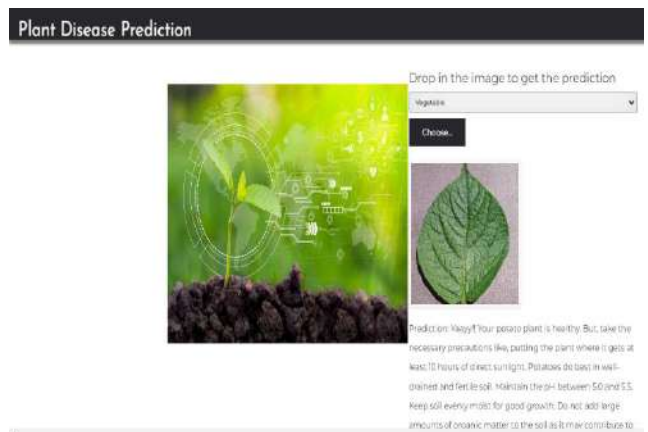 Plant Disease Prediction
Drop in the image to get the prediction
Vegetable
Choose..
Prediction: Your potato plant is healthy. But, take the
necessary precautions like, putting the plant where it gets at
least 10 hours of direct sunlight. Potatoes do best in well-
drained and fertile soil. Maintain the pH between 5.0 and 5.5.
Keep soil evenly moist for good growth. Do not add large
amounts of organic matter to the soil as it may contribute to